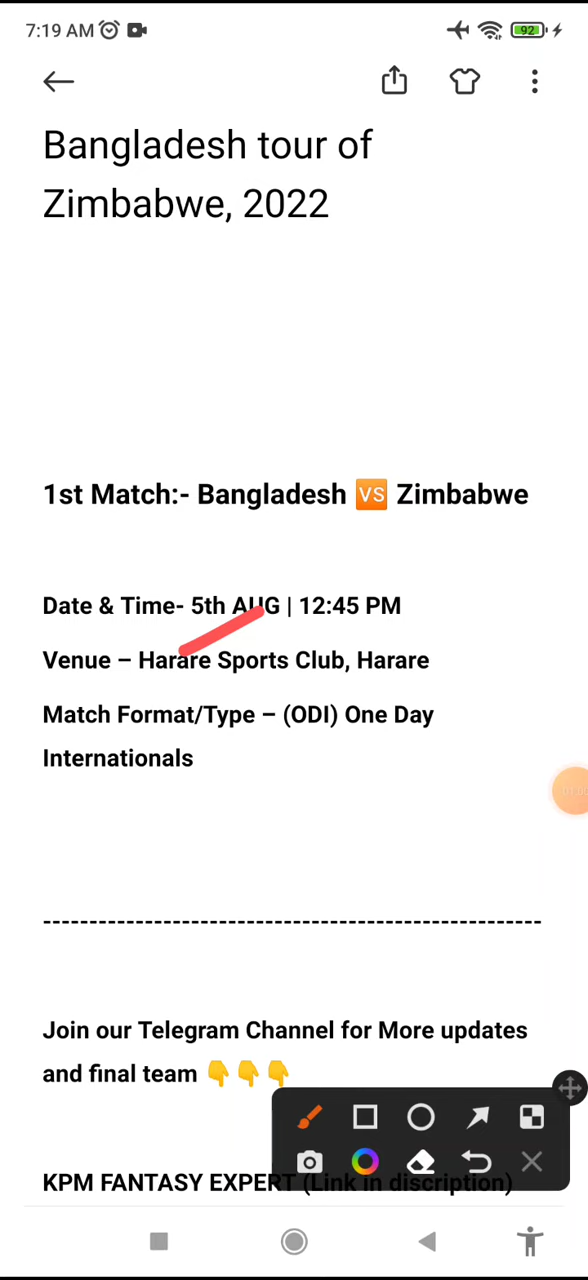 7:19 AM
92
Bangladesh tour of
Zimbabwe, 2022
1st Match:- Bangladesh 🆚 Zimbabwe
Date & Time- 5th AUG | 12:45 PM
Venue – Harare Sports Club, Harare
Match Format/Type – (ODI) One Day
Internationals
------------------------------------------------------
Join our Telegram Channel for More updates
and final team 👇👇👇
KPM FANTASY EXPERT (Link in discription)